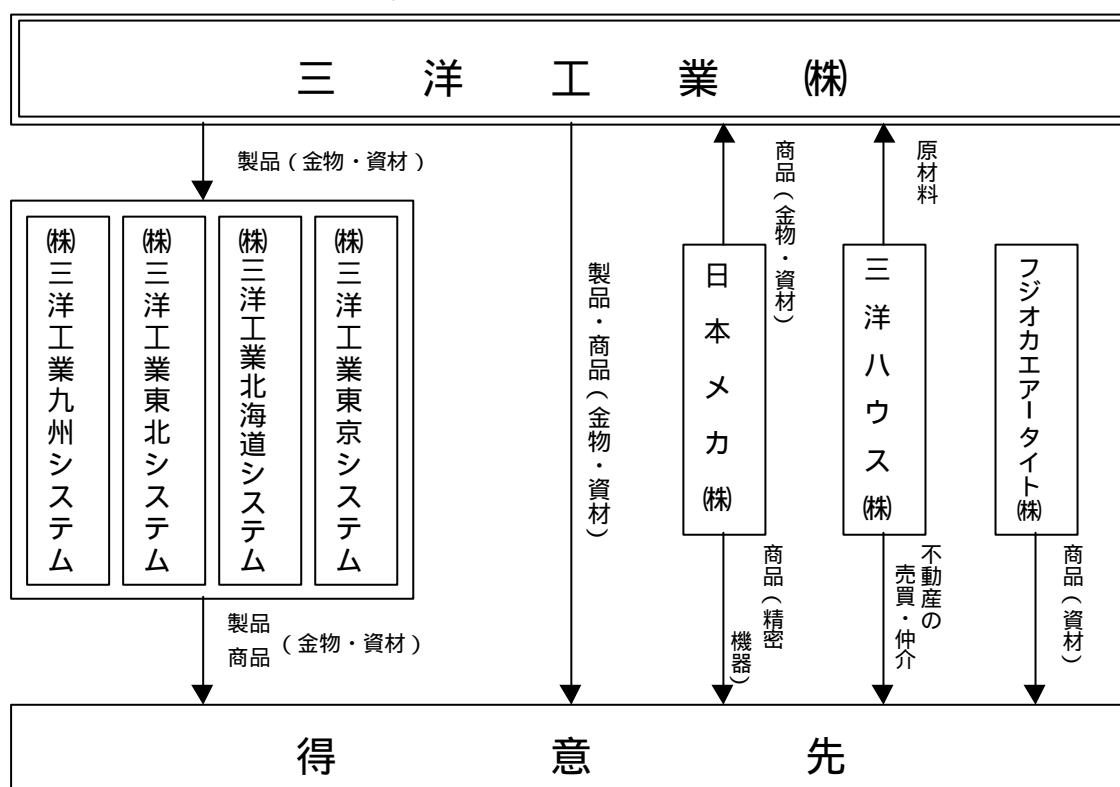 三洋工業㈱
製品(金物・資材)
㈱三洋工業九州システム
㈱三洋工業東北システム
㈱三洋工業北海道システム
㈱三洋工業東京システム
製品・商品(金物・資材)
商品(金物・資材)
原材料
日本メカ㈱
三洋ハウス㈱
フジオカエアータイト㈱
製品
商品
(金物・資材)
商品(精密
機器)
不動産の
売買・仲介
商品(資材)
得意先